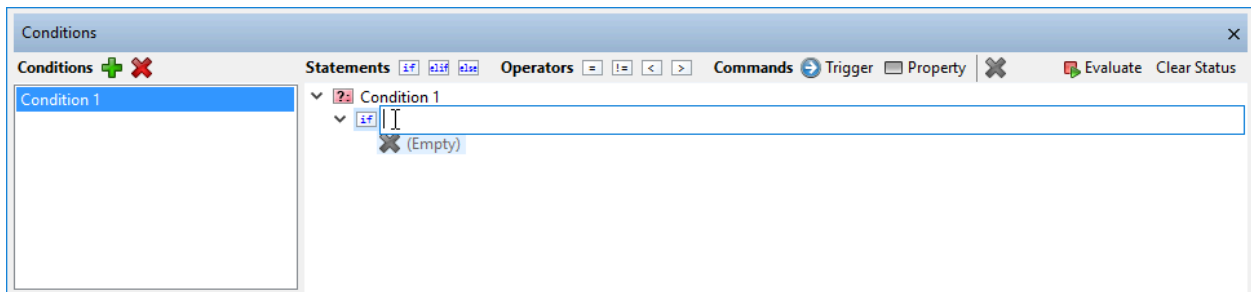 Conditions
Conditions Statements if elif else Operators = != < > Commands Trigger Property Evaluate Clear Status
Condition 1 ?: Condition 1
if
(Empty)